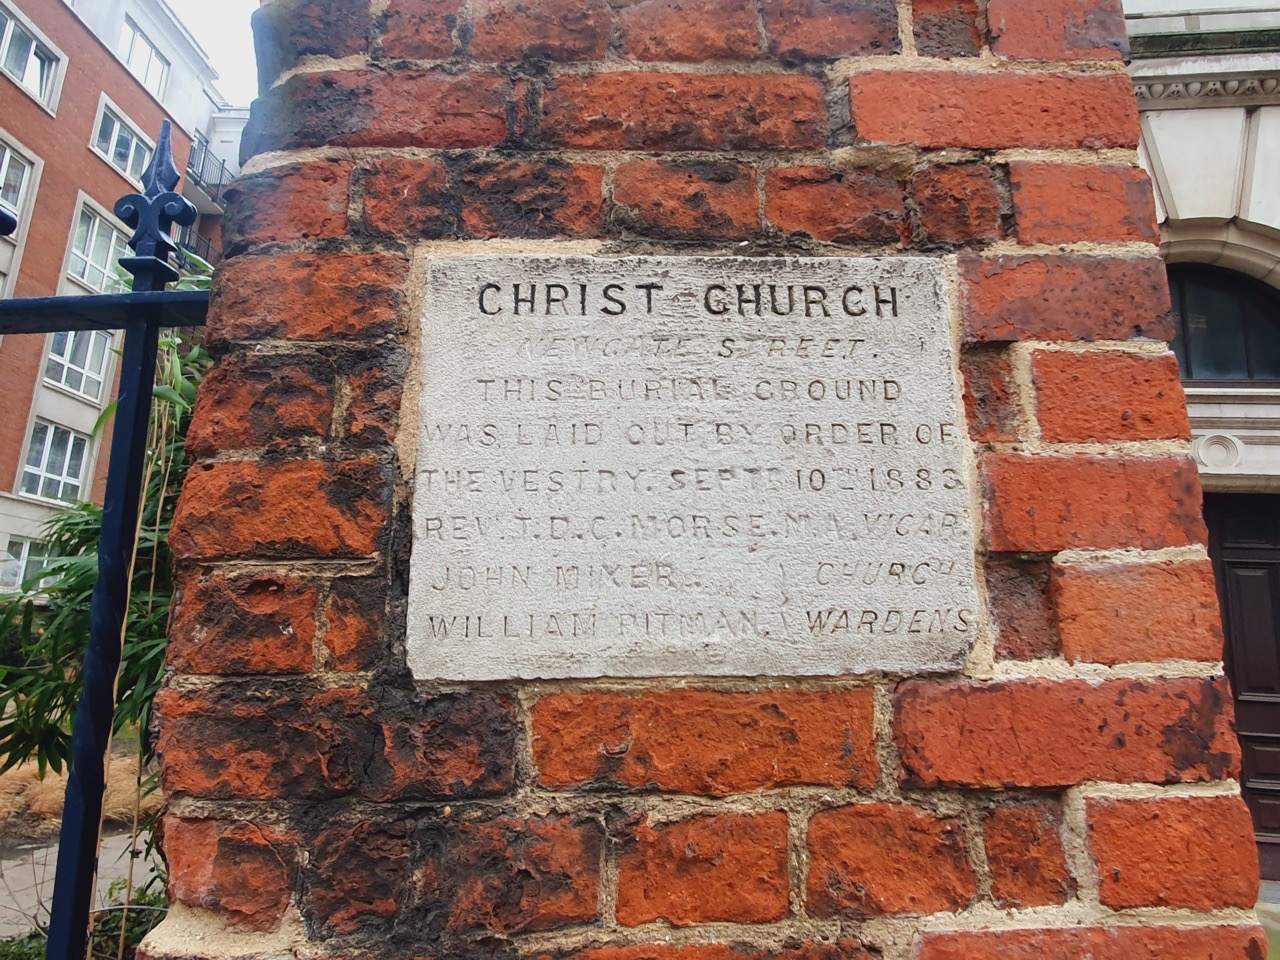 CHRIST CHURCH
NEWGATE STREET.
THIS BURIAL GROUND
WAS LAID OUT BY ORDER OF
THE VESTRY. SEPT. 10TH 1883
REV. T.D.C. MORSE. M.A. VICAR.
JOHN MIXER. } CHURCH
WILLIAM PITMAN. } WARDENS